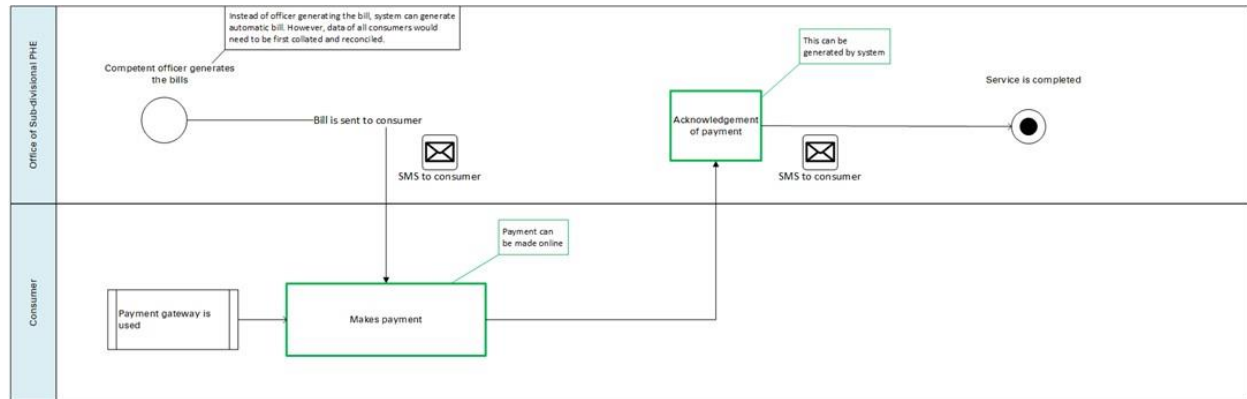 Office of Sub-divisional PHE
Instead of officer generating the bill, system can generate
automatic bill. However, data of all consumers would
need to be first collated and reconciled.
Competent officer generates
the bills
Bill is sent to consumer
SMS to consumer
This can be
generated by system
Acknowledgement
of payment
SMS to consumer
Service is completed
Consumer
Payment gateway is
used
Makes payment
Payment can
be made online